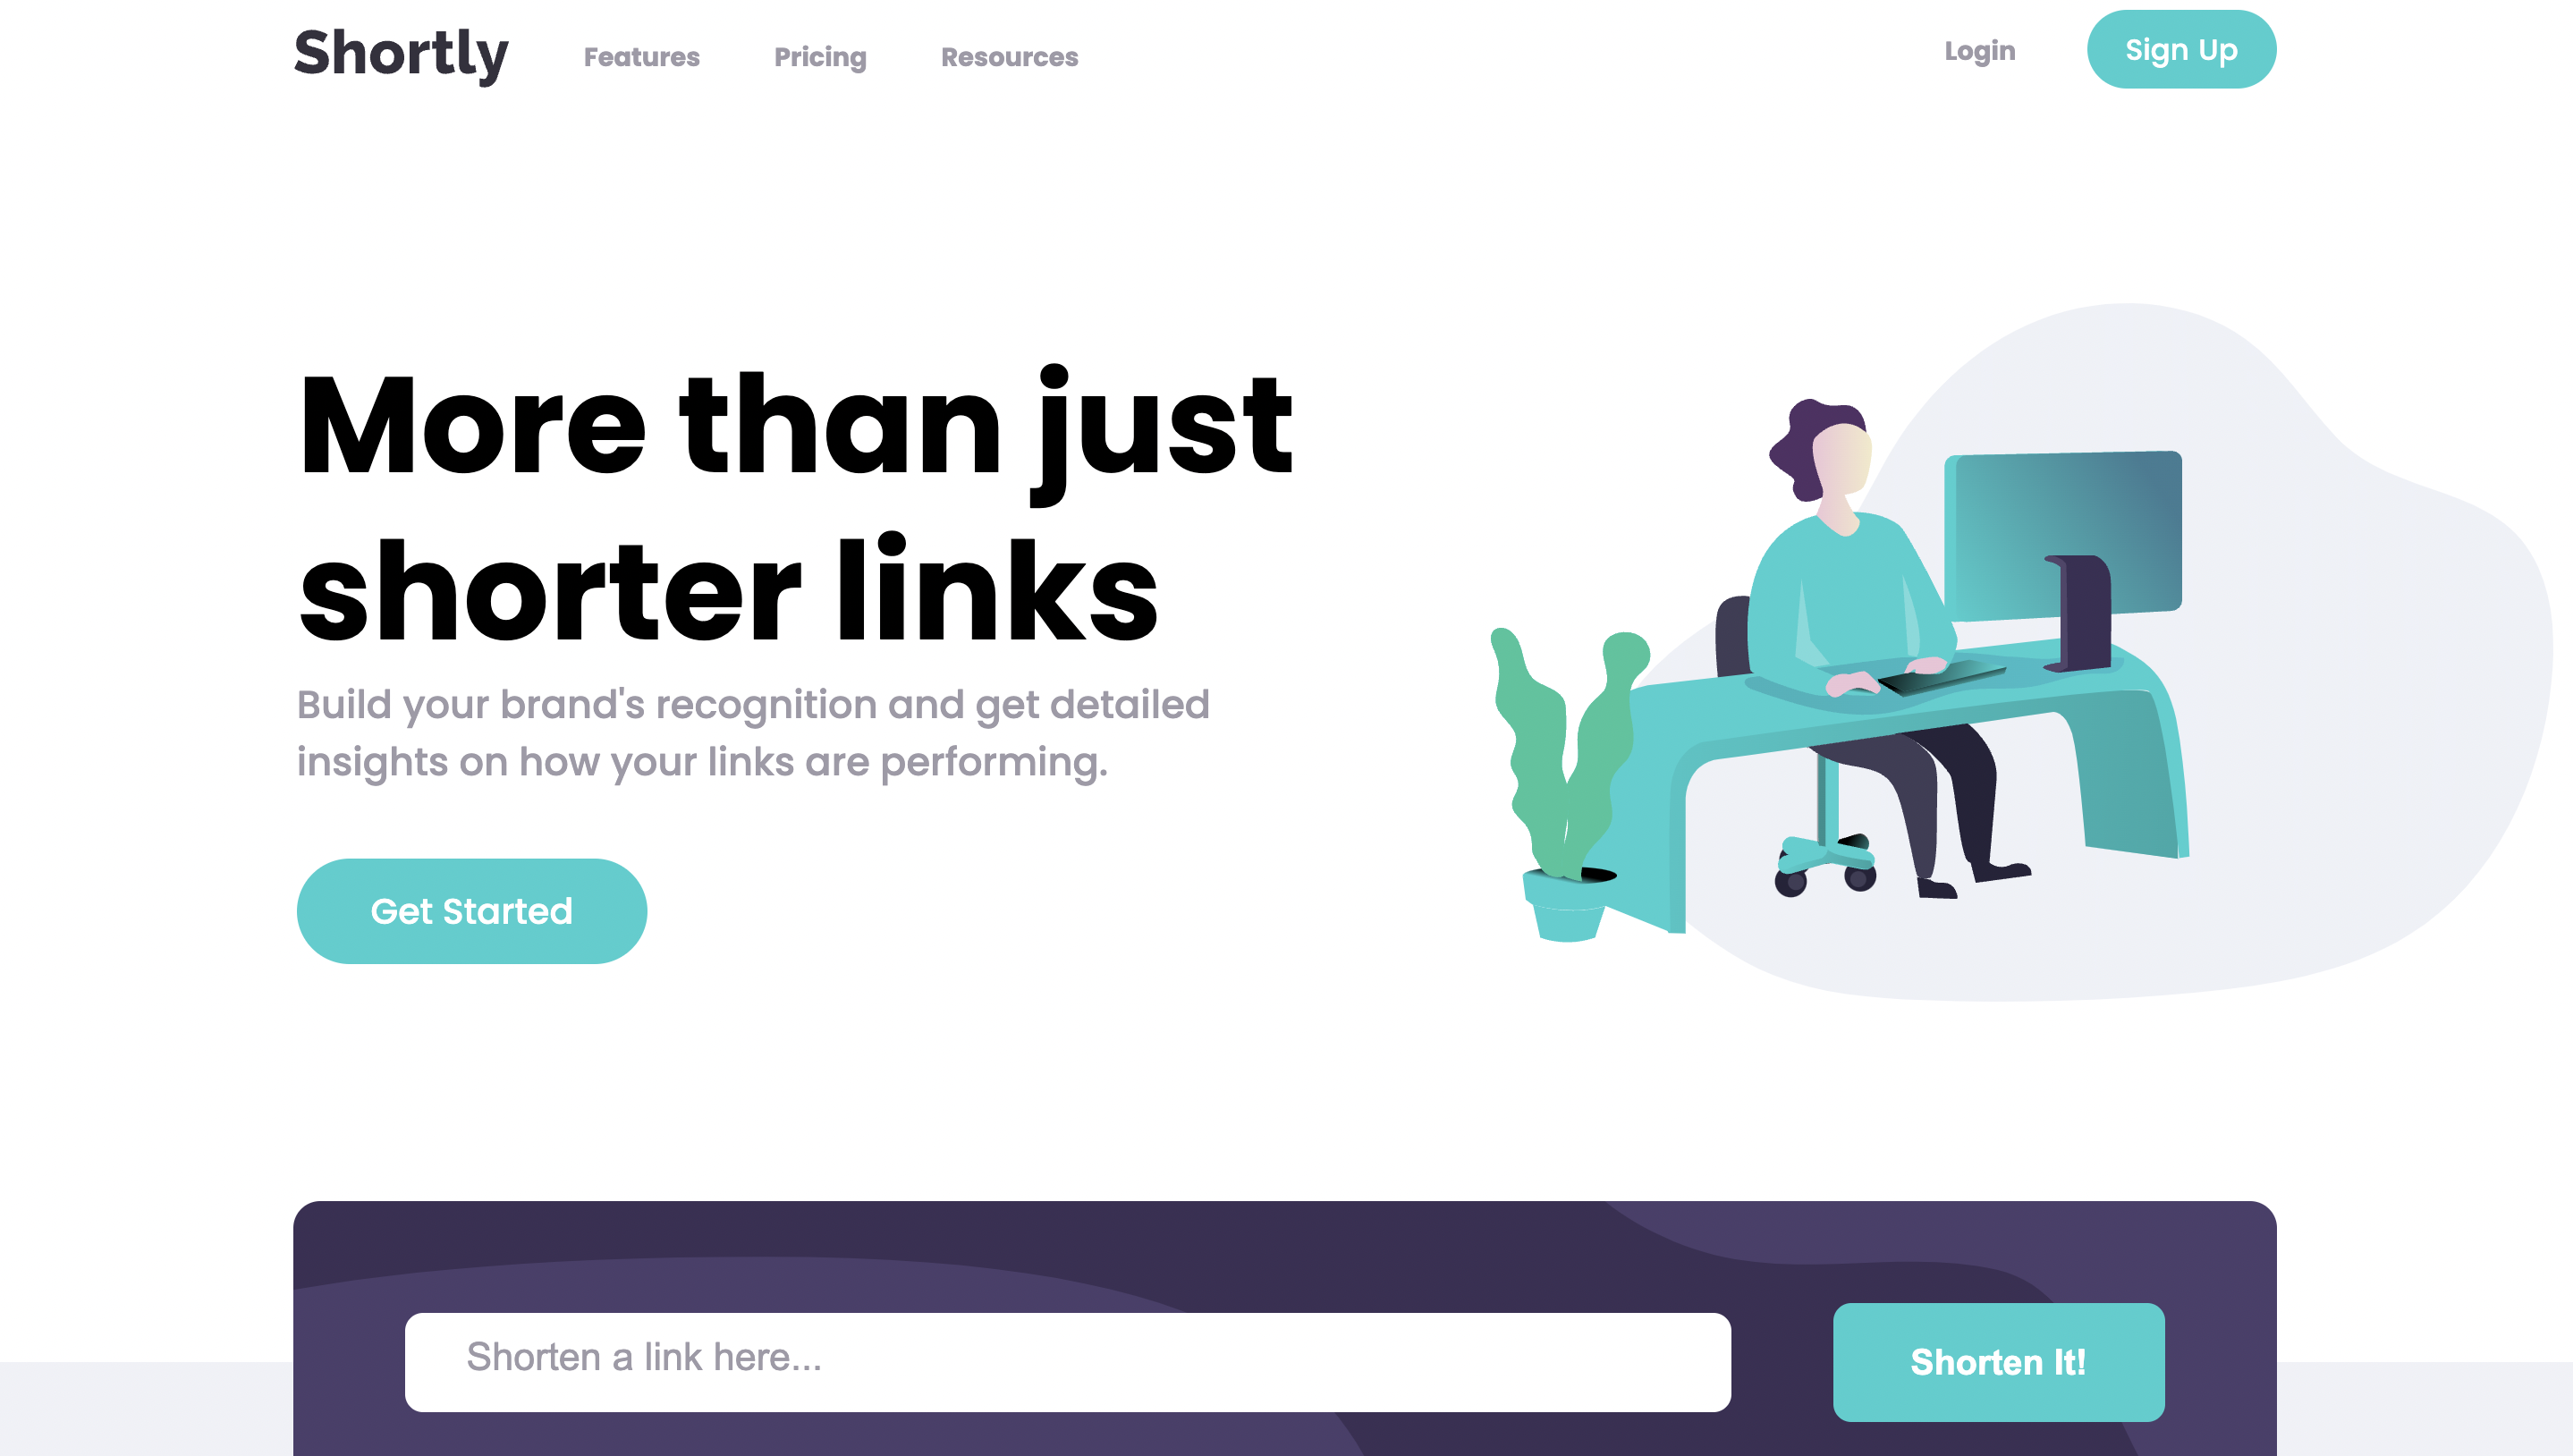 Shortly Features Pricing Resources Login Sign Up
More than just
shorter links
Build your brand's recognition and get detailed
insights on how your links are performing.
Get Started
Shorten a link here... Shorten It!